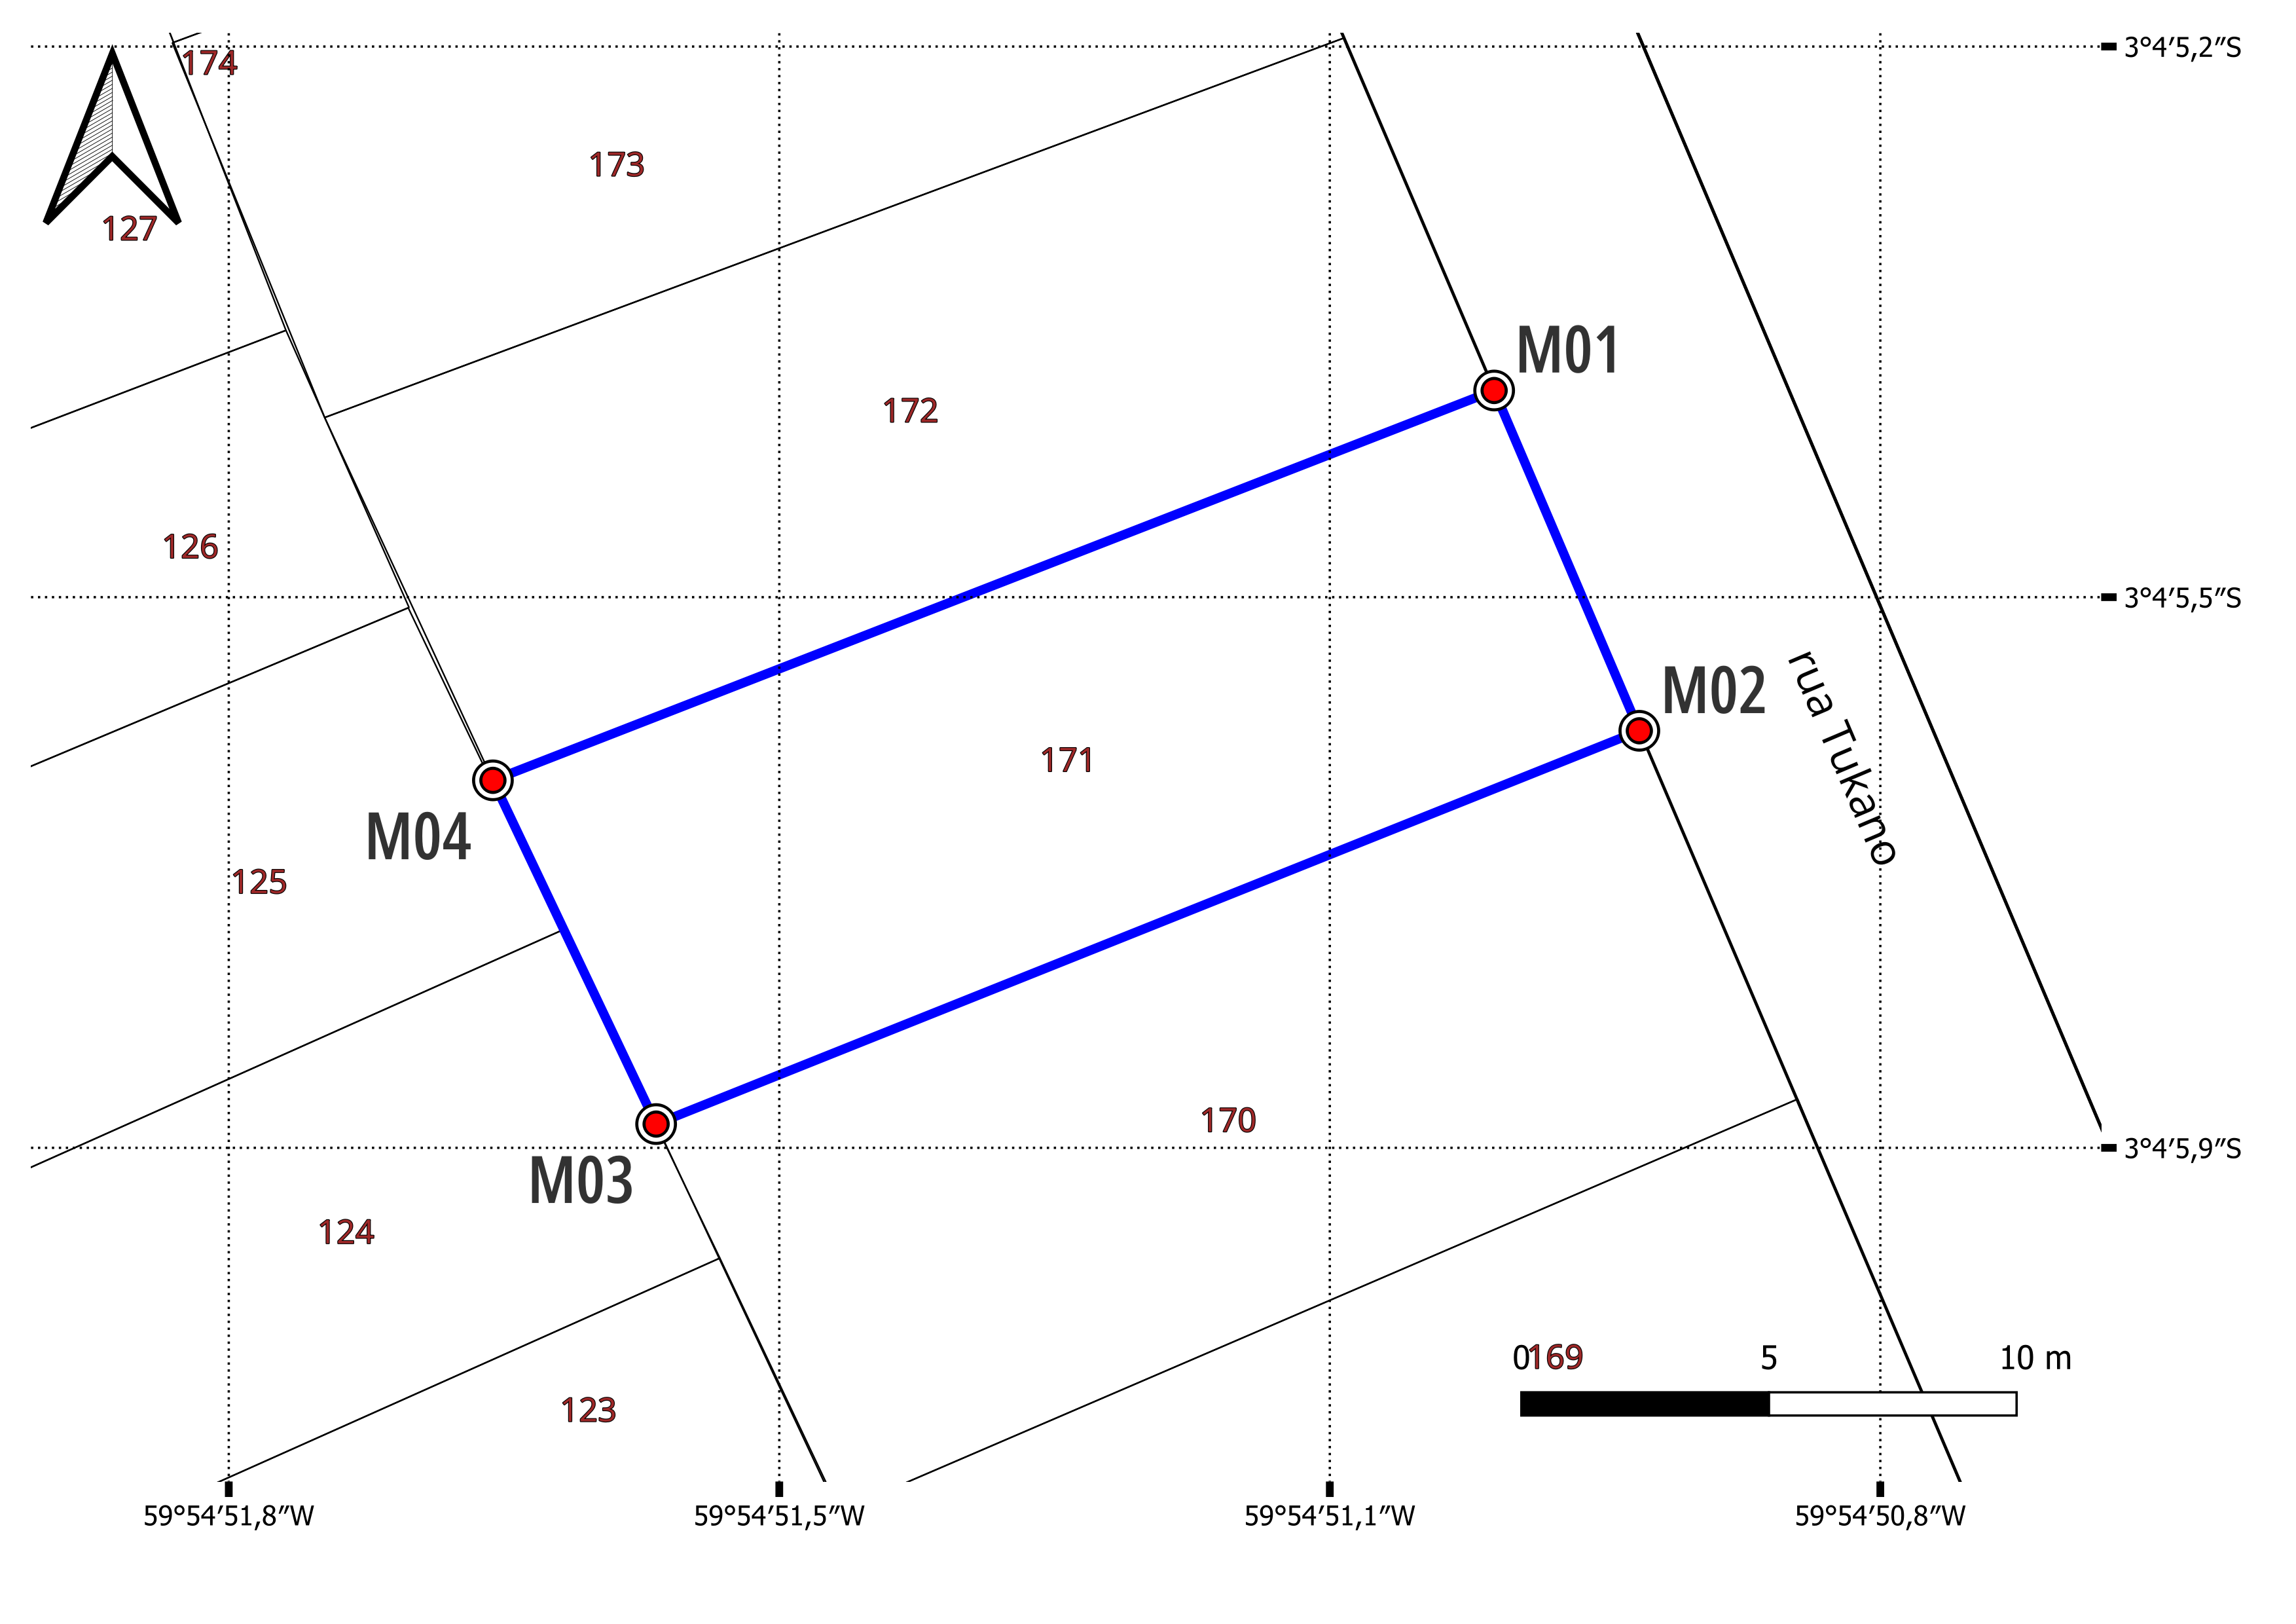 3°4′5,2″S
174
173
127
M01
172
126
3°4′5,5″S
rua Tukano
M02
171
M04
125
170
3°4′5,9″S
M03
124
0
169
5
10 m
123
59°54′51,8″W
59°54′51,5″W
59°54′51,1″W
59°54′50,8″W